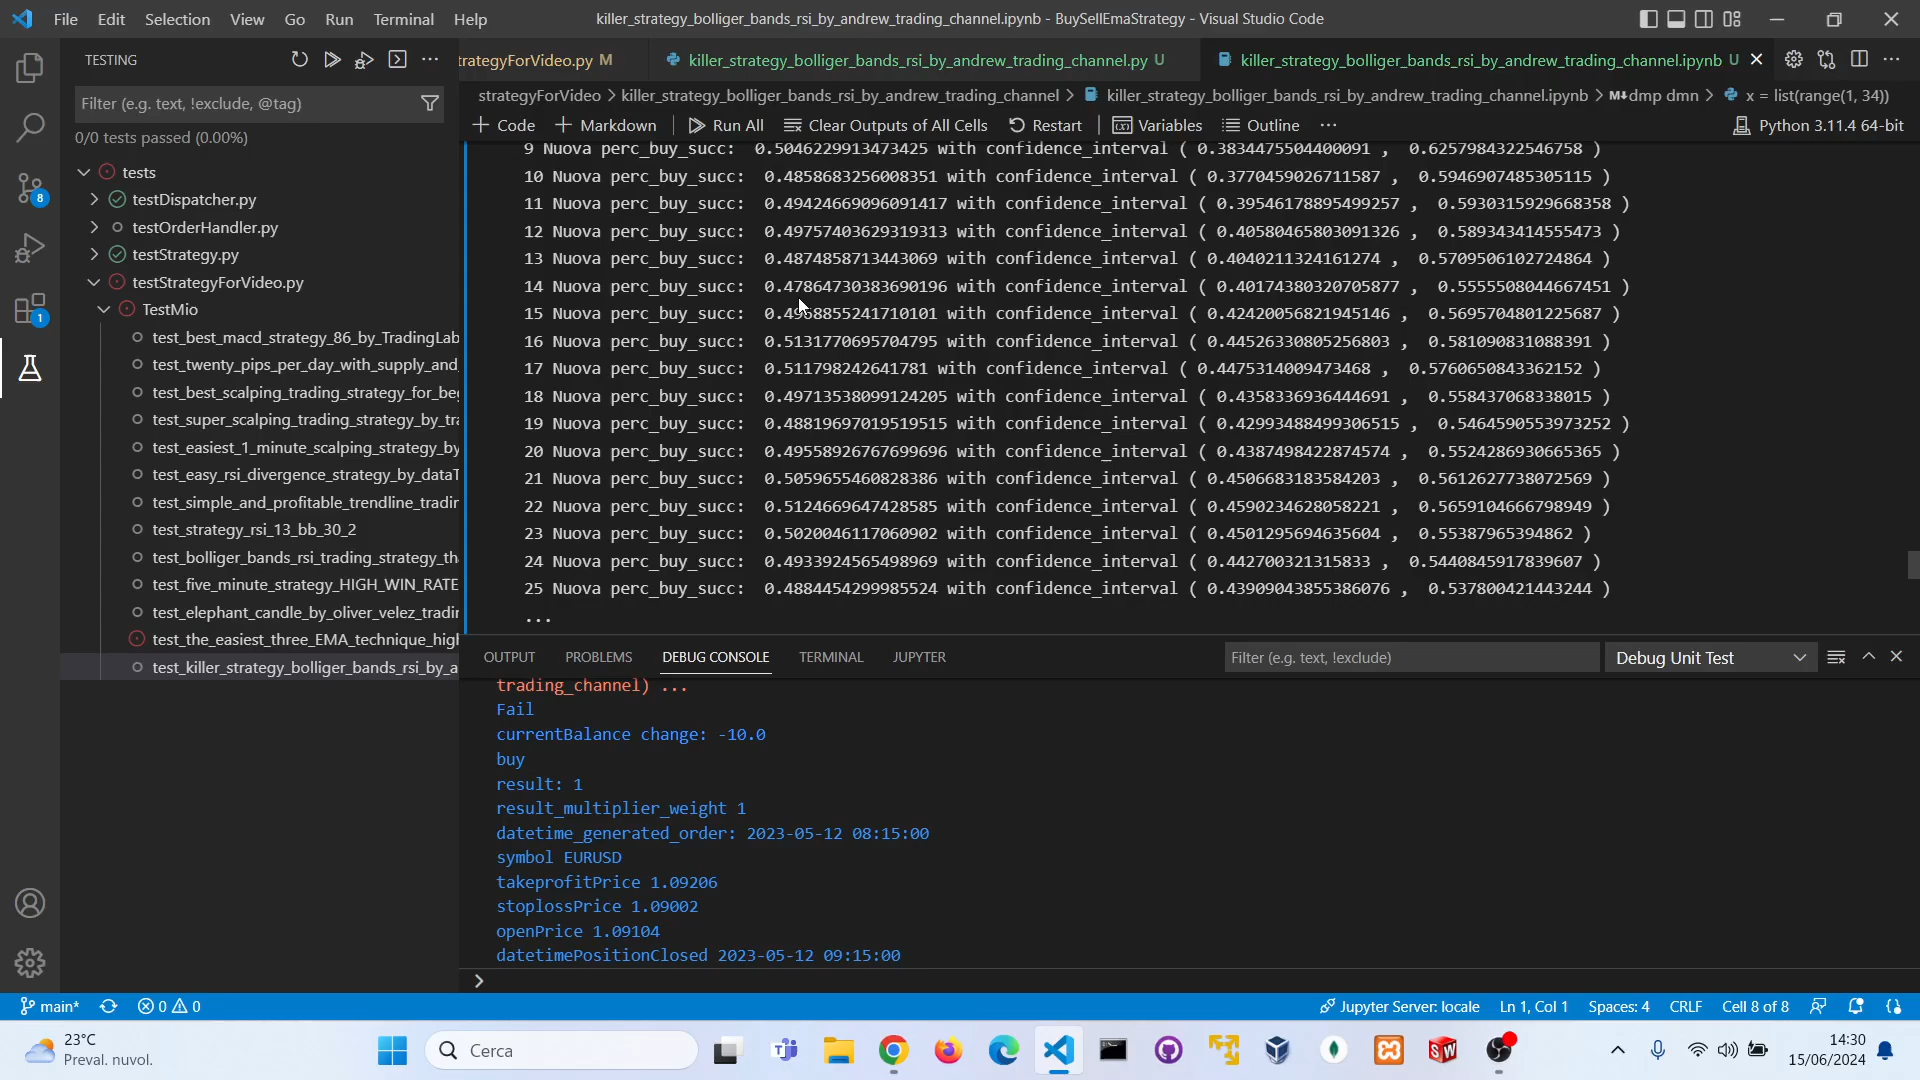 File Edit Selection View Go Run Terminal Help
killer_strategy_bolliger_bands_rsi_by_andrew_trading_channel.ipynb - BuySellEmaStrategy - Visual Studio Code
TESTING
Filter (e.g. text, !exclude, @tag)
0/0 tests passed (0.00%)
tests
testDispatcher.py
testOrderHandler.py
testStrategy.py
testStrategyForVideo.py
TestMio
test_best_macd_strategy_86_by_TradingLab
test_twenty_pips_per_day_with_supply_and_
test_best_scalping_trading_strategy_for_be
test_super_scalping_trading_strategy_by_tra
test_easiest_1_minute_scalping_strategy_by
test_easy_rsi_divergence_strategy_by_dataT
test_simple_and_profitable_trendline_tradin
test_strategy_rsi_13_bb_30_2
test_bolliger_bands_rsi_trading_strategy_th
test_five_minute_strategy_HIGH_WIN_RATE
test_elephant_candle_by_oliver_velez_tradin
test_the_easiest_three_EMA_technique_high
test_killer_strategy_bolliger_bands_rsi_by_a
8
1
trategyForVideo.py M
killer_strategy_bolliger_bands_rsi_by_andrew_trading_channel.py U
killer_strategy_bolliger_bands_rsi_by_andrew_trading_channel.ipynb U
strategyForVideo > killer_strategy_bolliger_bands_rsi_by_andrew_trading_channel > killer_strategy_bolliger_bands_rsi_by_andrew_trading_channel.ipynb > M↓dmp dmn > x = list(range(1, 34))
+ Code + Markdown Run All Clear Outputs of All Cells Restart Variables Outline ... Python 3.11.4 64-bit
9 Nuova perc_buy_succ: 0.5046229913473425 with confidence_interval ( 0.3834475504400091 , 0.6257984322546758 )
10 Nuova perc_buy_succ: 0.4858683256008351 with confidence_interval ( 0.3770459026711587 , 0.5946907485305115 )
11 Nuova perc_buy_succ: 0.49424669096091417 with confidence_interval ( 0.39546178895499257 , 0.5930315929668358 )
12 Nuova perc_buy_succ: 0.49757403629319313 with confidence_interval ( 0.40580465803091326 , 0.589343414555473 )
13 Nuova perc_buy_succ: 0.4874858713443069 with confidence_interval ( 0.4040211324161274 , 0.5709506102724864 )
14 Nuova perc_buy_succ: 0.47864730383690196 with confidence_interval ( 0.40174380320705877 , 0.5555508044667451 )
15 Nuova perc_buy_succ: with confidence_interval ( 0.42420056821945146 , 0.5695704801225687 )
16 Nuova perc_buy_succ: 0.5131770695704795 with confidence_interval ( 0.44526330805256803 , 0.581090831088391 )
17 Nuova perc_buy_succ: 0.511798242641781 with confidence_interval ( 0.4475314009473468 , 0.5760650843362152 )
18 Nuova perc_buy_succ: 0.49713538099124205 with confidence_interval ( 0.4358336936444691 , 0.558437068338015 )
19 Nuova perc_buy_succ: 0.48819697019519515 with confidence_interval ( 0.42993488499306515 , 0.5464590553973252 )
20 Nuova perc_buy_succ: 0.49558926767699696 with confidence_interval ( 0.4387498422874574 , 0.5524286930665365 )
21 Nuova perc_buy_succ: 0.5059655460828386 with confidence_interval ( 0.4506683183584203 , 0.5612627738072569 )
22 Nuova perc_buy_succ: 0.5124669647428585 with confidence_interval ( 0.4590234628058221 , 0.5659104666798949 )
23 Nuova perc_buy_succ: 0.5020046117060902 with confidence_interval ( 0.4501295694635604 , 0.55387965394862 )
24 Nuova perc_buy_succ: 0.4933924565498969 with confidence_interval ( 0.442700321315833 , 0.5440845917839607 )
25 Nuova perc_buy_succ: 0.4884454299985524 with confidence_interval ( 0.43909043855386076 , 0.537800421443244 )
...
OUTPUT PROBLEMS DEBUG CONSOLE TERMINAL JUPYTER
Filter (e.g. text, !exclude)
Debug Unit Test
trading_channel) ...
Fail
currentBalance change: -10.0
buy
result: 1
result_multiplier_weight 1
datetime_generated_order: 2023-05-12 08:15:00
symbol EURUSD
takeprofitPrice 1.09206
stoplossPrice 1.09002
openPrice 1.09104
datetimePositionClosed 2023-05-12 09:15:00
>
main* 0 0 Jupyter Server: locale Ln 1, Col 1 Spaces: 4 CRLF Cell 8 of 8
23°C
Preval. nuvol.
Cerca
14:30
15/06/2024